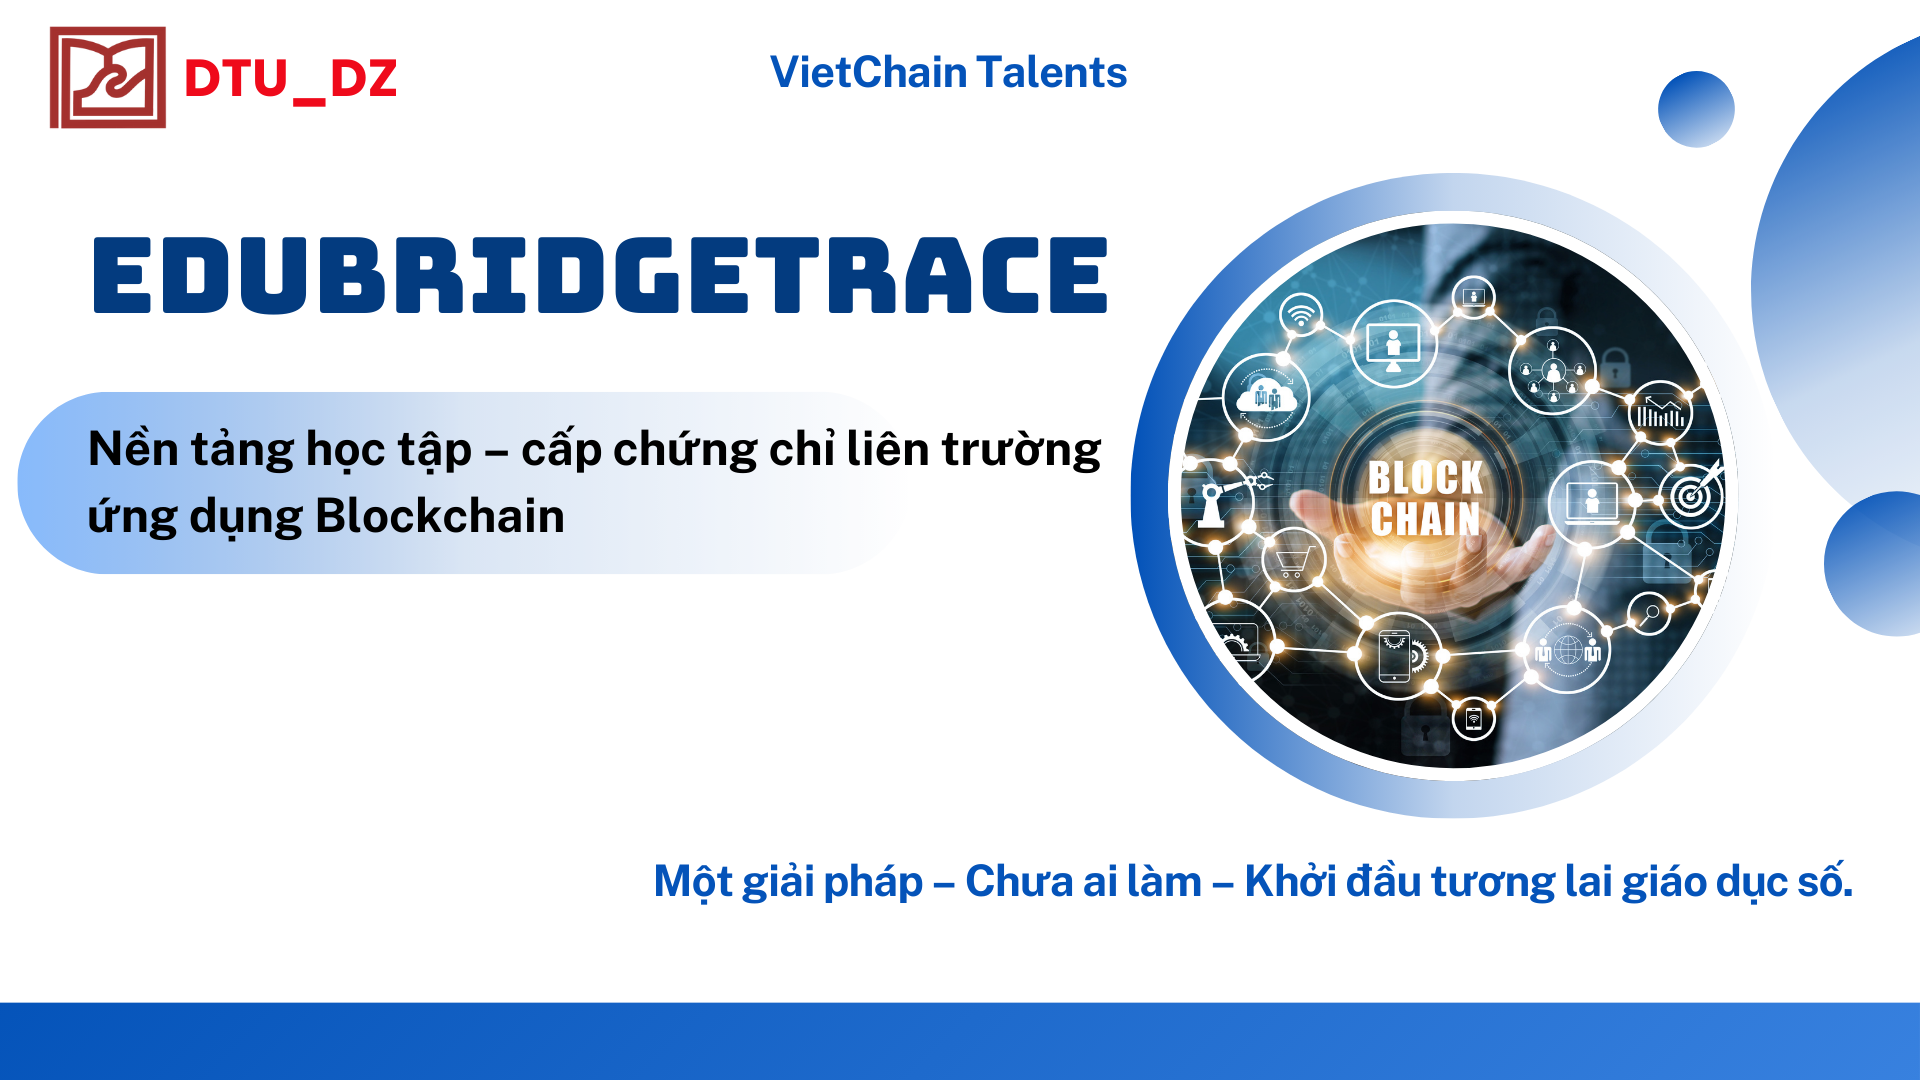 DTU_DZ
VietChain Talents
EDUBRIDGETRACE
Nền tảng học tập – cấp chứng chỉ liên trường
ứng dụng Blockchain
BLOCK
CHAIN
Một giải pháp – Chưa ai làm – Khởi đầu tương lai giáo dục số.